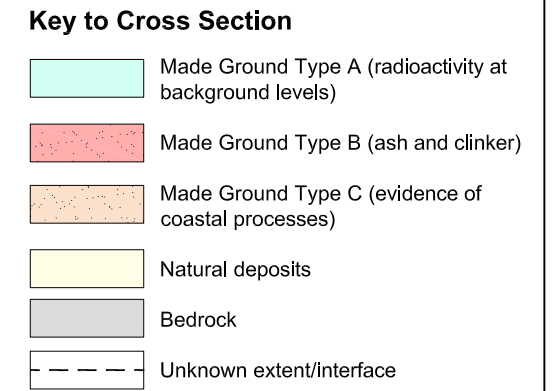 Key to Cross Section
Made Ground Type A (radioactivity at
background levels)
Made Ground Type B (ash and clinker)
Made Ground Type C (evidence of
coastal processes)
Natural deposits
Bedrock
Unknown extent/interface